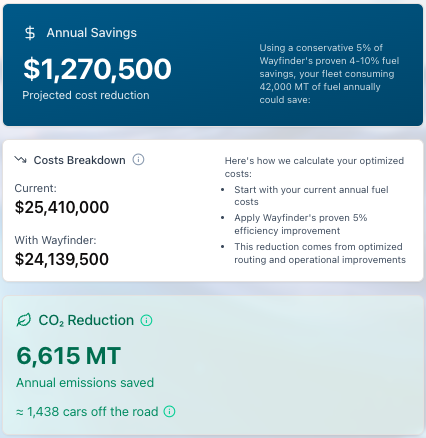 Annual Savings
$1,270,500
Projected cost reduction
Using a conservative 5% of
Wayfinder's proven 4-10% fuel
savings, your fleet consuming
42,000 MT of fuel annually
could save:
Costs Breakdown
Current:
$25,410,000
With Wayfinder:
$24,139,500
Here's how we calculate your optimized
costs:
• Start with your current annual fuel
costs
• Apply Wayfinder's proven 5%
efficiency improvement
• This reduction comes from optimized
routing and operational improvements
CO₂ Reduction
6,615 MT
Annual emissions saved
≈ 1,438 cars off the road